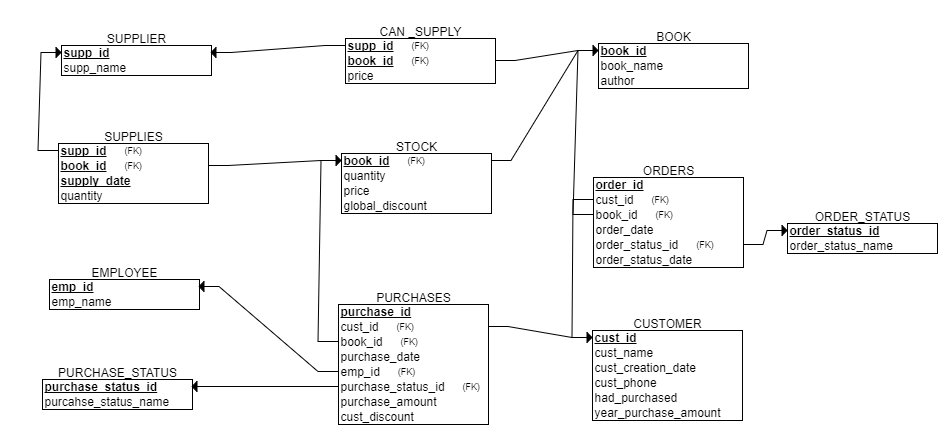 SUPPLIER
supp_id
supp_name
CAN _SUPPLY
supp_id (FK)
book_id (FK)
price
BOOK
book_id
book_name
author
SUPPLIES
supp_id (FK)
book_id (FK)
supply_date
quantity
STOCK
book_id (FK)
quantity
price
global_discount
ORDERS
order_id
cust_id (FK)
book_id (FK)
order_date
order_status_id (FK)
order_status_date
ORDER_STATUS
order_status_id
order_status_name
EMPLOYEE
emp_id
emp_name
PURCHASES
purchase_id
cust_id (FK)
book_id (FK)
purchase_date
emp_id (FK)
purchase_status_id (FK)
purchase_amount
cust_discount
CUSTOMER
cust_id
cust_name
cust_creation_date
cust_phone
had_purchased
year_purchase_amount
PURCHASE_STATUS
purchase_status_id
purcahse_status_name